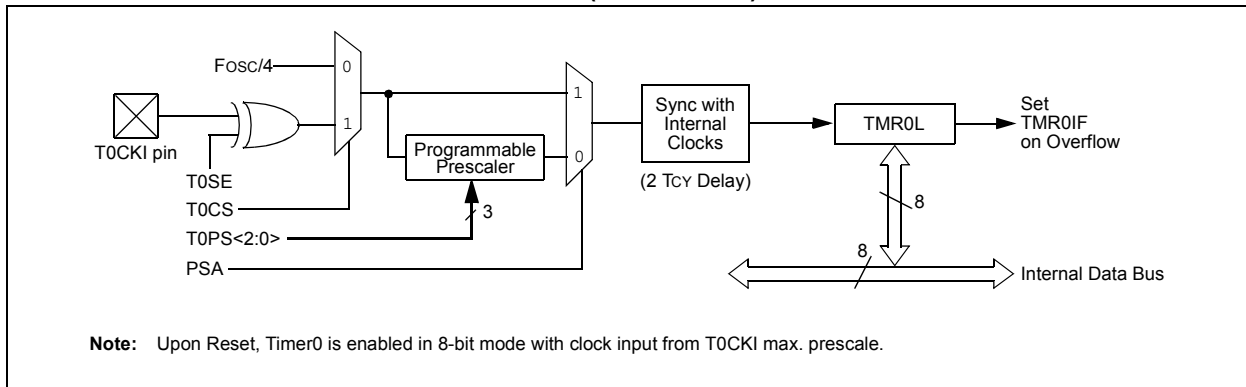 FOSC/4
0
1
T0CKI pin
T0SE
T0CS
T0PS<2:0>
PSA
Programmable
Prescaler
3
1
0
Sync with
Internal
Clocks
(2 TCY Delay)
TMR0L
Set
TMR0IF
on Overflow
8
8
Internal Data Bus
Note: Upon Reset, Timer0 is enabled in 8-bit mode with clock input from T0CKI max. prescale.